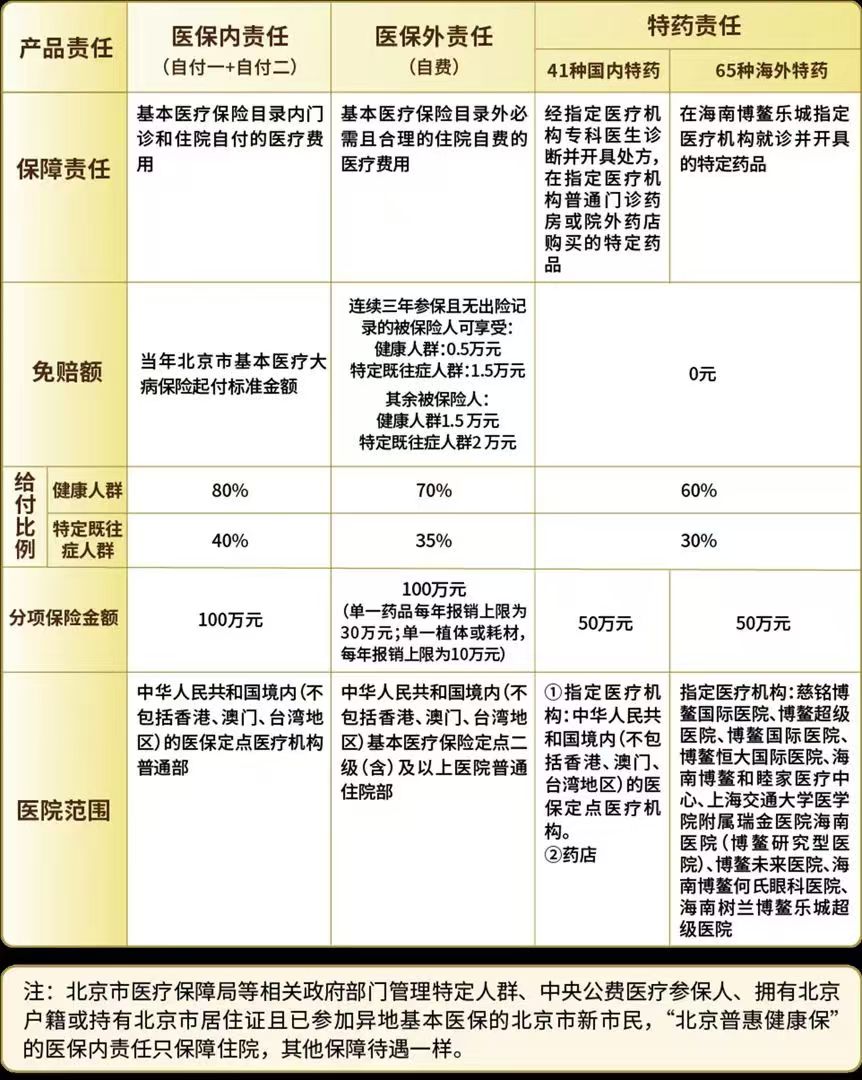 产品责任
医保内责任
（自付一+自付二）
医保外责任
（自费）
特药责任
41种国内特药
65种海外特药
保障责任
基本医疗保险目录内门
诊和住院自付的医疗费
用
基本医疗保险目录外必
需且合理的住院自费的
医疗费用
经指定医疗机
构专科医生诊
断并开具处方，
在指定医疗机
构普通门诊药
房或院外药店
购买的特定药
品
在海南博鳌乐城指定
医疗机构就诊并开具
的特定药品
免赔额
当年北京市基本医疗大
病保险起付标准金额
连续三年参保且无出险记
录的被保险人可享受：
健康人群:0.5万元
特定既往症人群:1.5万元
其余被保险人：
健康人群1.5 万元
特定既往症人群2 万元
0元
给付比例
健康人群
80%
70%
60%
特定既往
症人群
40%
35%
30%
分项保险金额
100万元
100万元
（单一药品每年报销上限为
30万元；单一植体或耗材，
每年报销上限为10万元）
50万元
50万元
医院范围
中华人民共和国境内（不
包括香港、澳门、台湾地
区）的医保定点医疗机构
普通部
中华人民共和国境内（不
包括香港、澳门、台湾地
区）基本医疗保险定点二
级（含）及以上医院普通
住院部
①指定医疗机
构：中华人民共
和国境内（不包
括香港、澳门、
台湾地区）的医
保定点医疗机
构。
②药店
指定医疗机构：慈铭博
鳌国际医院、博鳌超级
医院、博鳌国际医院、
博鳌恒大国际医院、海
南博鳌和睦家医疗中
心、上海交通大学医学
院附属瑞金医院海南
医院（博鳌研究型医
院）、博鳌未来医院、海
南博鳌何氏眼科医院、
海南树兰博鳌乐城超
级医院
注：北京市医疗保障局等相关政府部门管理特定人群、中央公费医疗参保人、拥有北京
户籍或持有北京市居住证且已参加异地基本医保的北京市新市民，“北京普惠健康保”
的医保内责任只保障住院，其他保障待遇一样。